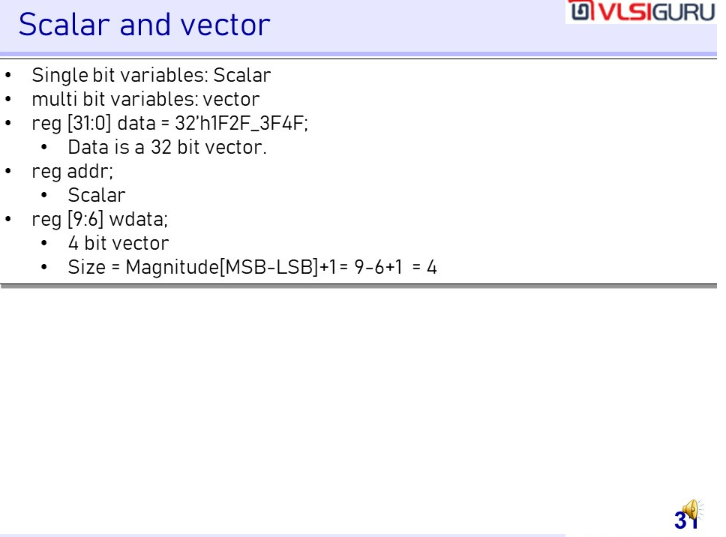 Scalar and vector
VLSIGURU
• Single bit variables: Scalar
• multi bit variables: vector
• reg [31:0] data = 32'h1F2F_3F4F;
• Data is a 32 bit vector.
• reg addr;
• Scalar
• reg [9:6] wdata;
• 4 bit vector
• Size = Magnitude[MSB-LSB]+1= 9-6+1 = 4
31